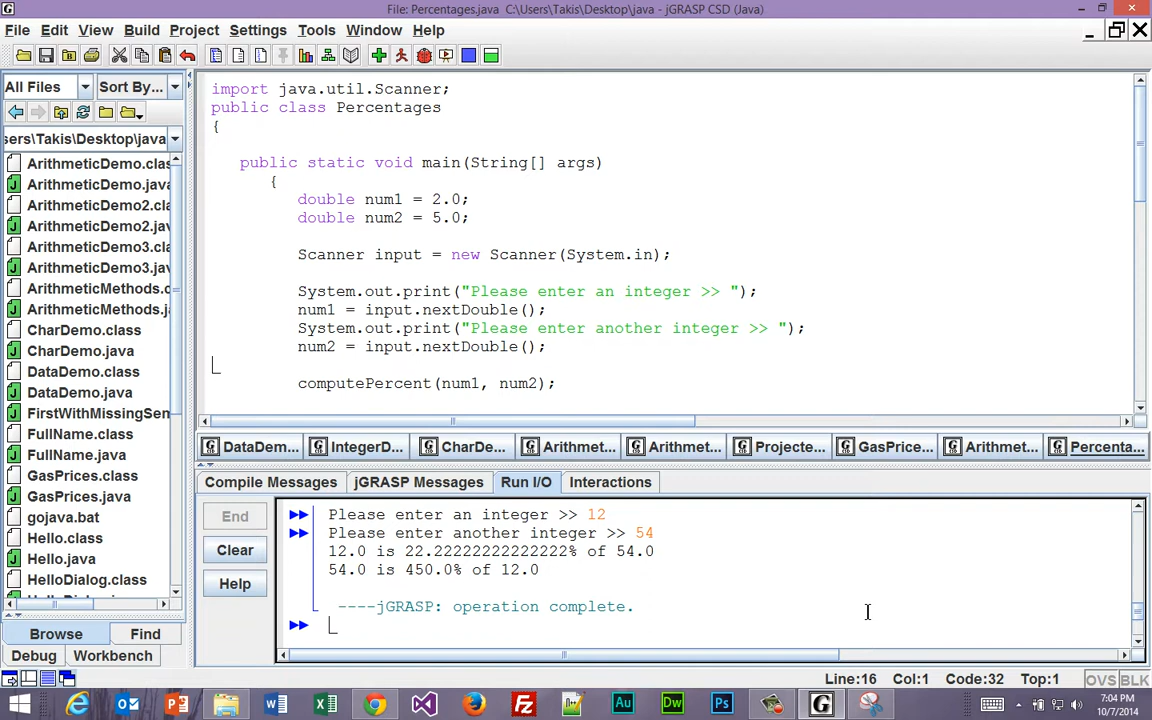 File: Percentages.java C:\Users\Takis\Desktop\java - jGRASP CSD (Java)
File Edit View Build Project Settings Tools Window Help
All Files Sort By...
sers\Takis\Desktop\java
ArithmeticDemo.clas
ArithmeticDemo.java
ArithmeticDemo2.cla
ArithmeticDemo2.jav
ArithmeticDemo3.cla
ArithmeticDemo3.jav
ArithmeticMethods.c
ArithmeticMethods.j
CharDemo.class
CharDemo.java
DataDemo.class
DataDemo.java
FirstWithMissingSen
FullName.class
FullName.java
GasPrices.class
GasPrices.java
gojava.bat
Hello.class
Hello.java
HelloDialog.class
Browse Find
Debug Workbench
import java.util.Scanner;
public class Percentages
{
public static void main(String[] args)
{
double num1 = 2.0;
double num2 = 5.0;
Scanner input = new Scanner(System.in);
System.out.print("Please enter an integer >> ");
num1 = input.nextDouble();
System.out.print("Please enter another integer >> ");
num2 = input.nextDouble();
computePercent(num1, num2);
DataDem... IntegerD... CharDe... Arithmet... Arithmet... Projecte... GasPrice... Arithmet... Percenta...
Compile Messages jGRASP Messages Run I/O Interactions
End
Clear
Help
Please enter an integer >> 12
Please enter another integer >> 54
12.0 is 22.22222222222222% of 54.0
54.0 is 450.0% of 12.0
----jGRASP: operation complete.
Line:16 Col:1 Code:32 Top:1 OVS BLK
7:04 PM
10/7/2014